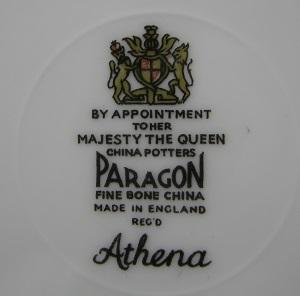 BY APPOINTMENT
TO HER
MAJESTY THE QUEEN
CHINA POTTERS
PARAGON
FINE BONE CHINA
MADE IN ENGLAND
REG'D
Athena